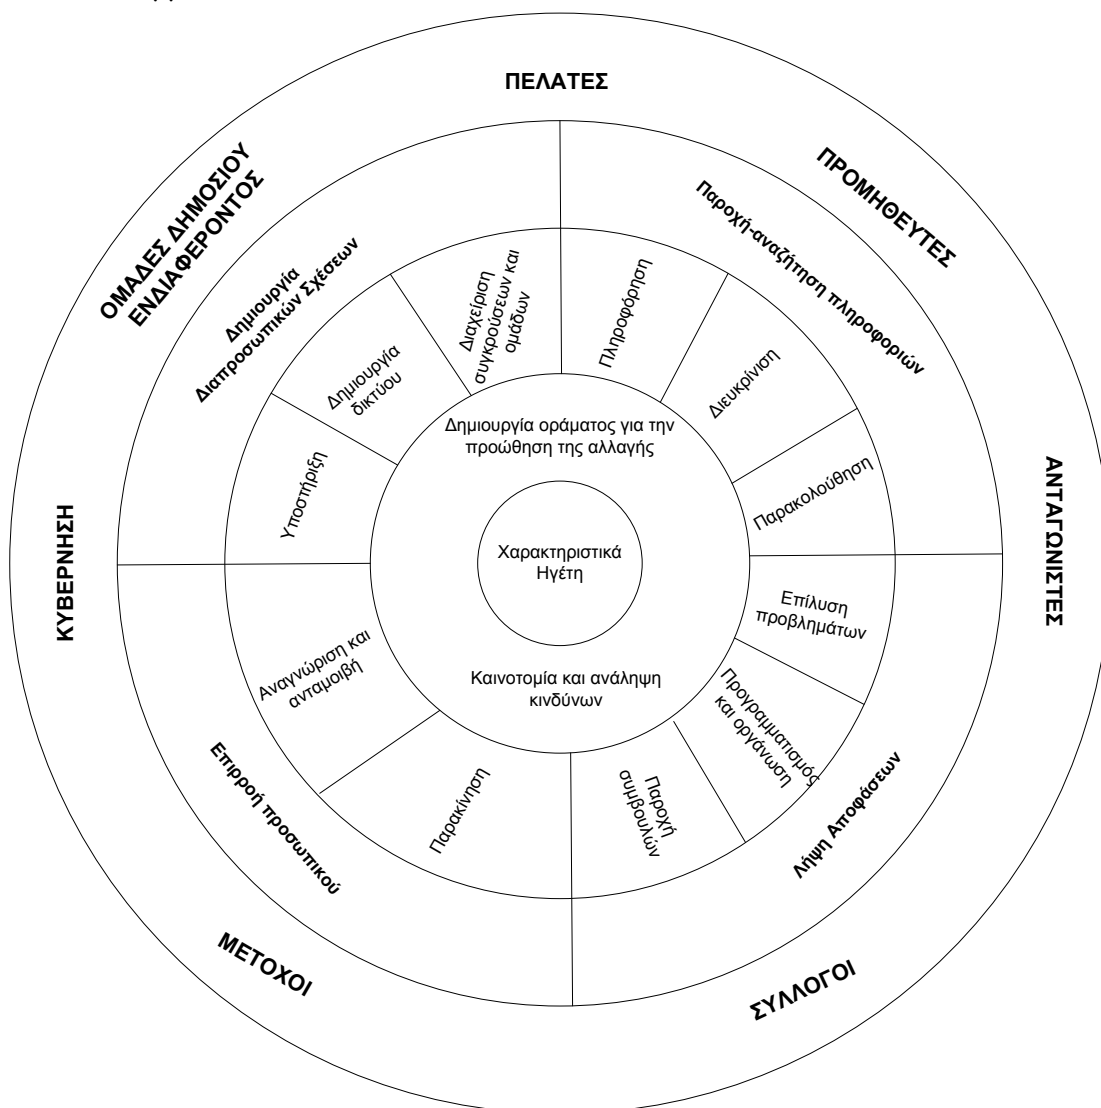 ΠΕΛΑΤΕΣ
ΠΡΟΜΗΘΕΥΤΕΣ
ΑΝΤΑΓΩΝΙΣΤΕΣ
ΣΥΛΛΟΓΟΙ
ΜΕΤΟΧΟΙ
ΚΥΒΕΡΝΗΣΗ
ΟΜΑΔΕΣ ΔΗΜΟΣΙΟΥ
ΕΝΔΙΑΦΕΡΟΝΤΟΣ
Παροχή-αναζήτηση πληροφοριών
Λήψη Αποφάσεων
Επιρροή προσωπικού
Δημιουργία
Διαπροσωπικών Σχέσεων
Πληροφόρηση
Διευκρίνιση
Παρακολούθηση
Επίλυση
προβλημάτων
Προγραμματισμός
και οργάνωση
Παροχή
συμβουλών
Παρακίνηση
Αναγνώριση και
ανταμοιβή
Υποστήριξη
Δημιουργία
δικτύου
Διαχείριση
συγκρούσεων και
ομάδων
Δημιουργία οράματος για την
προώθηση της αλλαγής
Χαρακτηριστικά
Ηγέτη
Καινοτομία και ανάληψη
κινδύνων